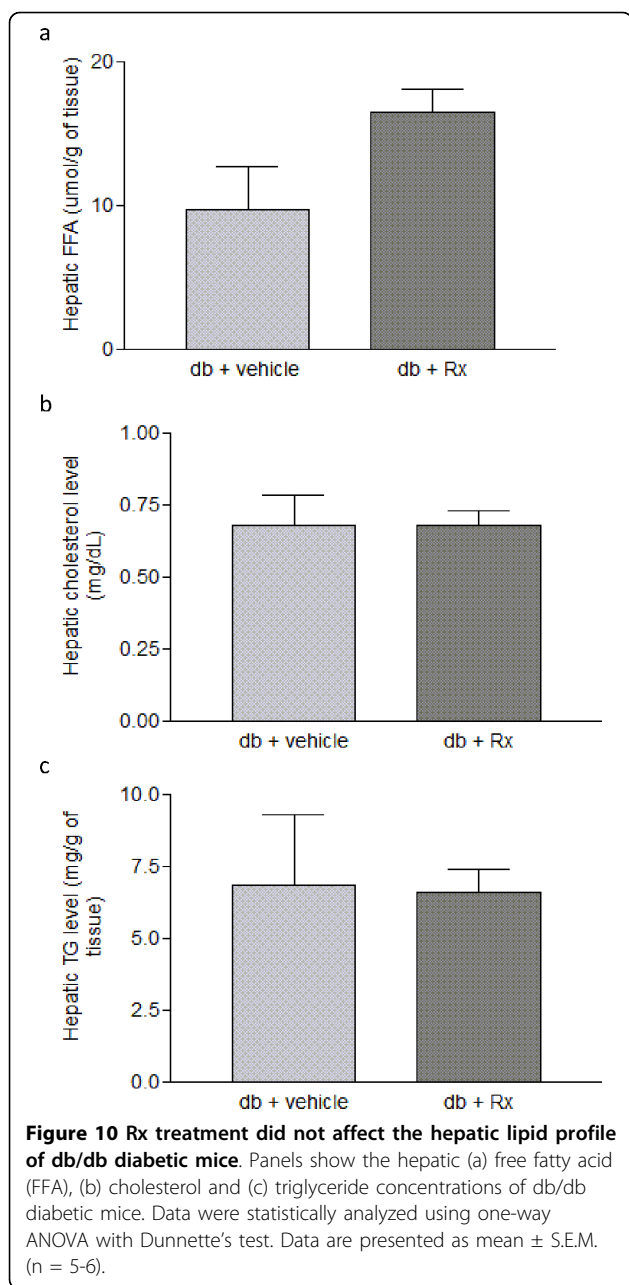 a
20
10
0
Hepatic FFA (umol/g of tissue)
db + vehicle db + Rx
b
1.00
0.75
0.50
0.25
0.00
Hepatic cholesterol level
(mg/dL)
db + vehicle db + Rx
c
10.0
7.5
5.0
2.5
0.0
Hepatic TG level (mg/g of
tissue)
db + vehicle db + Rx
Figure 10 Rx treatment did not affect the hepatic lipid profile
of db/db diabetic mice. Panels show the hepatic (a) free fatty acid
(FFA), (b) cholesterol and (c) triglyceride concentrations of db/db
diabetic mice. Data were statistically analyzed using one-way
ANOVA with Dunnette's test. Data are presented as mean ± S.E.M.
(n = 5-6).